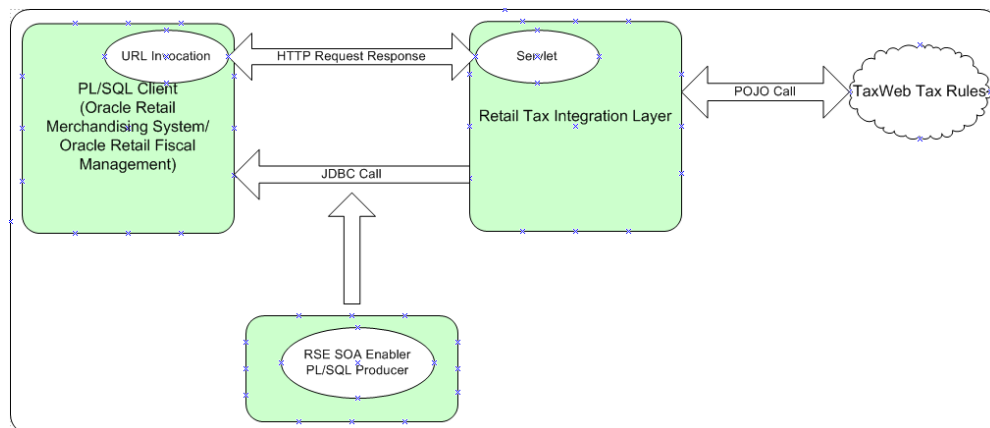 URL Invocation
HTTP Request Response
Servlet
PL/SQL Client
(Oracle Retail
Merchandising System/
Oracle Retail Fiscal
Management)
Retail Tax Integration Layer
POJO Call
TaxWeb Tax Rules
JDBC Call
RSE SOA Enabler
PL/SQL Producer